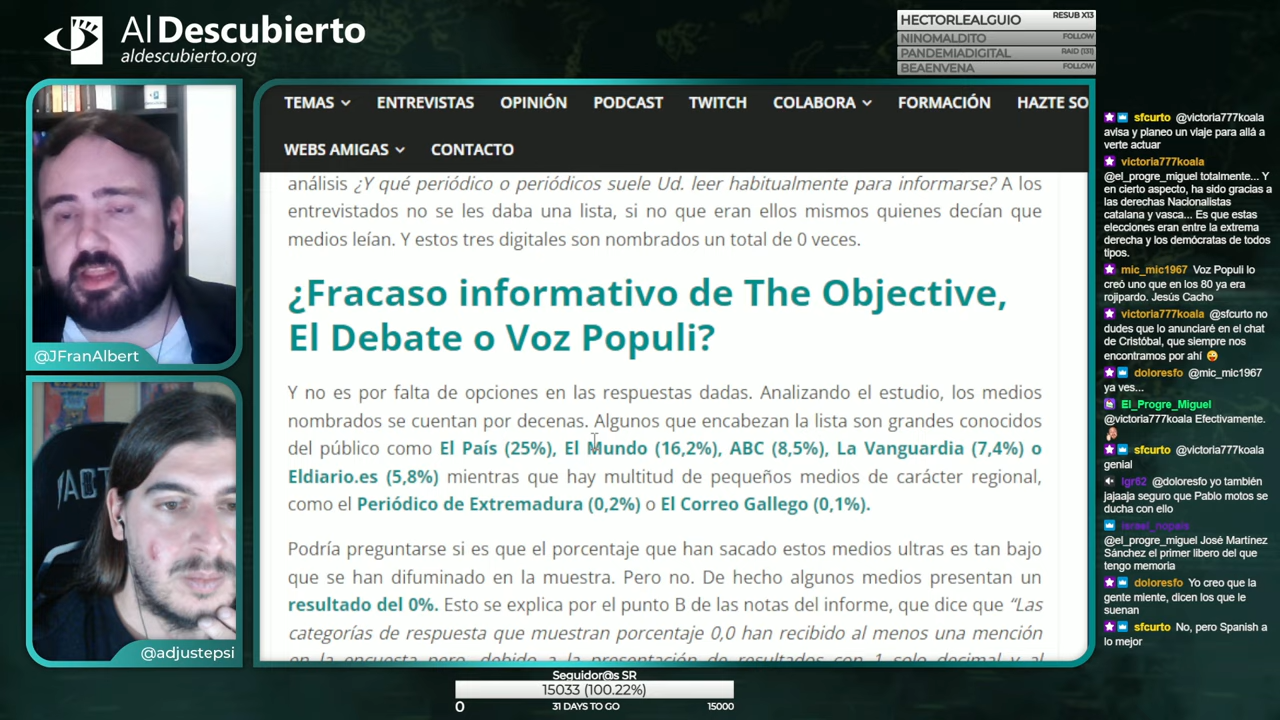 Al Descubierto
aldescubierto.org
HECTORLEALGUIO RESUB X13
NINOMALDITO FOLLOW
PANDEMIADIGITAL RAID (131)
BEAENVENA FOLLOW
TEMAS ENTREVISTAS OPINIÓN PODCAST TWITCH COLABORA FORMACIÓN HAZTE SO
WEBS AMIGAS CONTACTO
análisis ¿Y qué periódico o periódicos suele Ud. leer habitualmente para informarse? A los
entrevistados no se les daba una lista, si no que eran ellos mismos quienes decían que
medios leían. Y estos tres digitales son nombrados un total de 0 veces.
¿Fracaso informativo de The Objective,
El Debate o Voz Populi?
Y no es por falta de opciones en las respuestas dadas. Analizando el estudio, los medios
nombrados se cuentan por decenas. Algunos que encabezan la lista son grandes conocidos
del público como El País (25%), El Mundo (16,2%), ABC (8,5%), La Vanguardia (7,4%) o
Eldiario.es (5,8%) mientras que hay multitud de pequeños medios de carácter regional,
como el Periódico de Extremadura (0,2%) o El Correo Gallego (0,1%).
Podría preguntarse si es que el porcentaje que han sacado estos medios ultras es tan bajo
que se han difuminado en la muestra. Pero no. De hecho algunos medios presentan un
resultado del 0%. Esto se explica por el punto B de las notas del informe, que dice que “Las
categorías de respuesta que muestran porcentaje 0,0 han recibido al menos una mención
en la encuesta pero, debido a la presentación de resultados con 1 solo decimal y al
@JFranAlbert
@adjustepsi
sfcurto @victoria777koala
avisa y planeo un viaje para allá a
verte actuar
victoria777koala
@el_progre_miguel totalmente... Y
en cierto aspecto, ha sido gracias a
las derechas Nacionalistas
catalana y vasca... Es que estas
elecciones eran entre la extrema
derecha y los demócratas de todos
tipos.
mic_mic1967 Voz Populi lo
creó uno que en los 80 ya era
rojipardo. Jesús Cacho
victoria777koala @sfcurto no
dudes que lo anunciaré en el chat
de Cristóbal, que siempre nos
encontramos por ahí 😜
doloresfo @mic_mic1967
ya ves...
El_Progre_Miguel
@victoria777koala Efectivamente.
sfcurto @victoria777koala
genial
lgr62 @doloresfo yo también
jajaaja seguro que Pablo motos se
ducha con ello
israel_nopais
@el_progre_miguel José Martínez
Sánchez el primer libero del que
tengo memoria
doloresfo Yo creo que la
gente miente, dicen los que le
suenan
sfcurto No, pero Spanish a
lo mejor
Seguidor@s SR
15033 (100.22%)
0 31 DAYS TO GO 15000